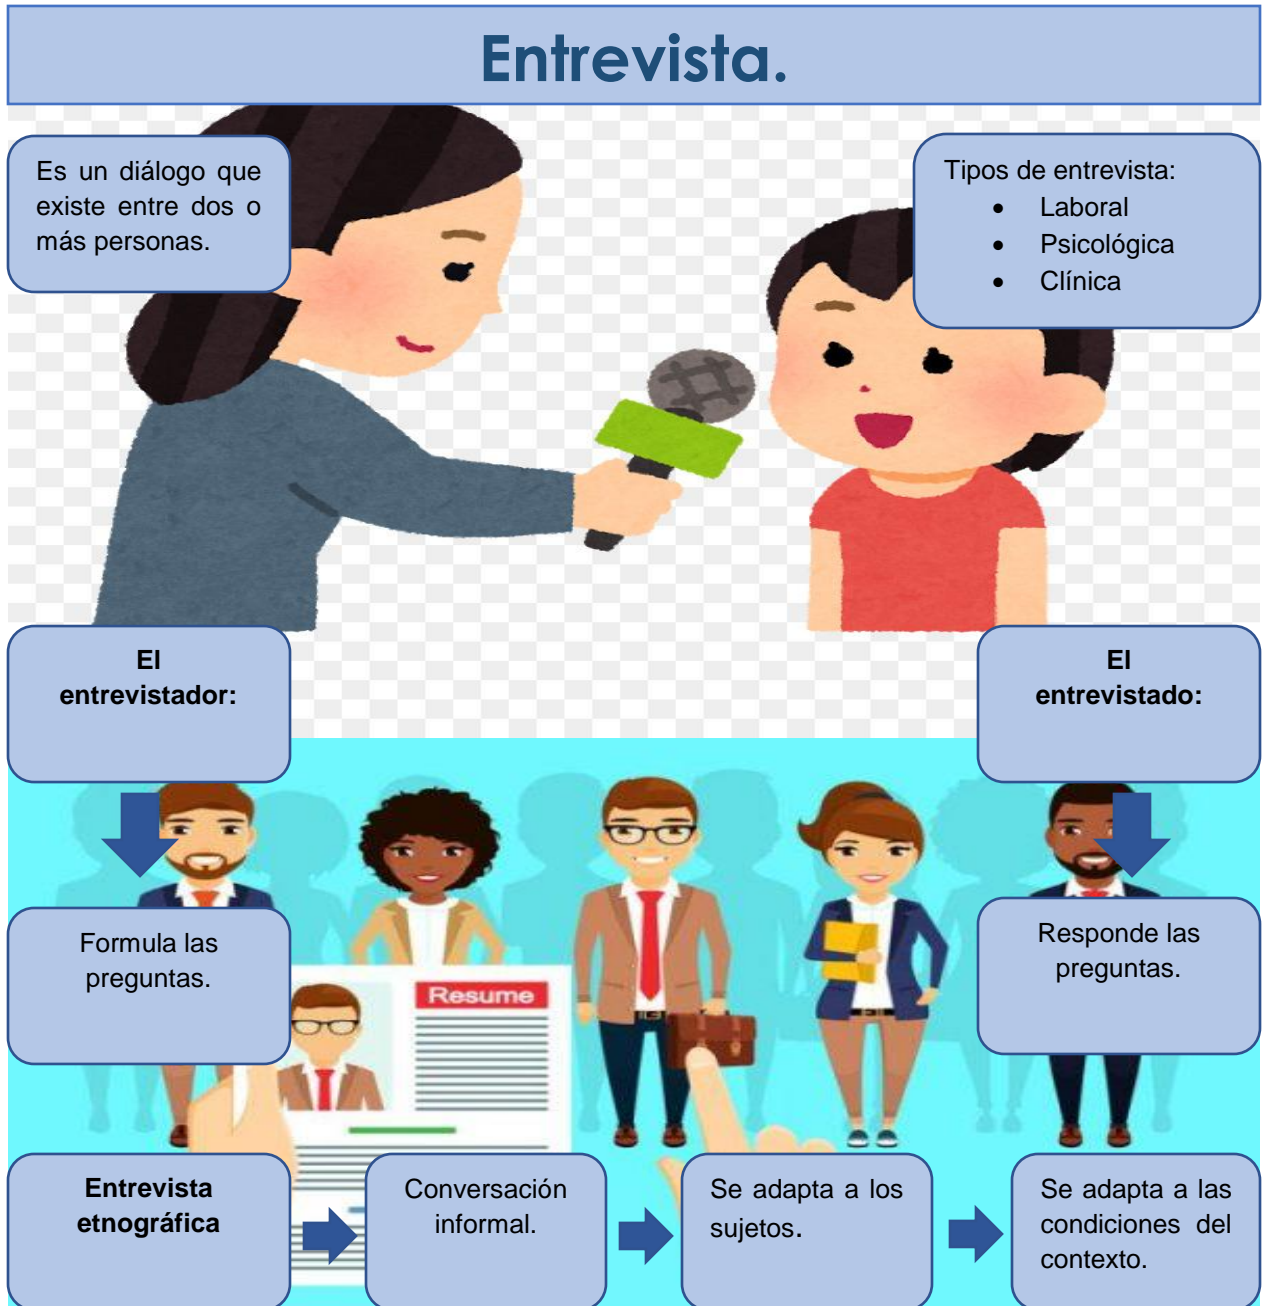 Entrevista.
Es un diálogo que
existe entre dos o
más personas.
Tipos de entrevista:
• Laboral
• Psicológica
• Clínica
El
entrevistador:
El
entrevistado:
Formula las
preguntas.
Responde las
preguntas.
Resume
Entrevista
etnográfica
Conversación
informal.
Se adapta a los
sujetos.
Se adapta a las
condiciones del
contexto.